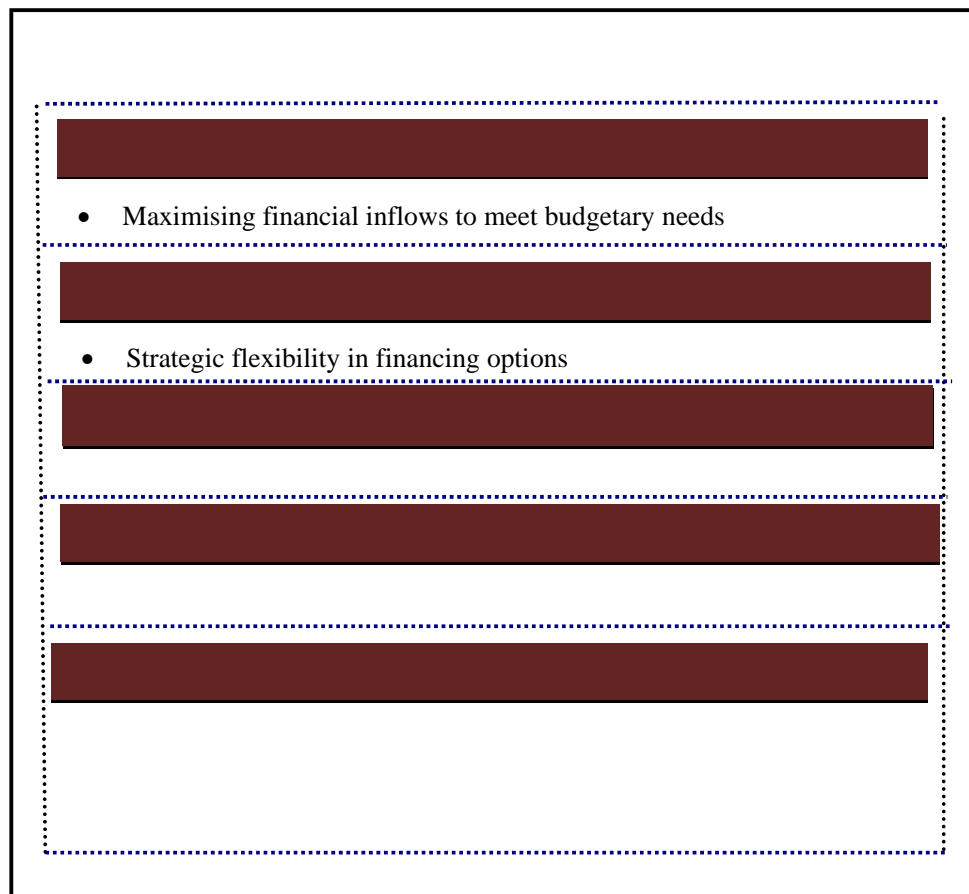 • Maximising financial inflows to meet budgetary needs
• Strategic flexibility in financing options